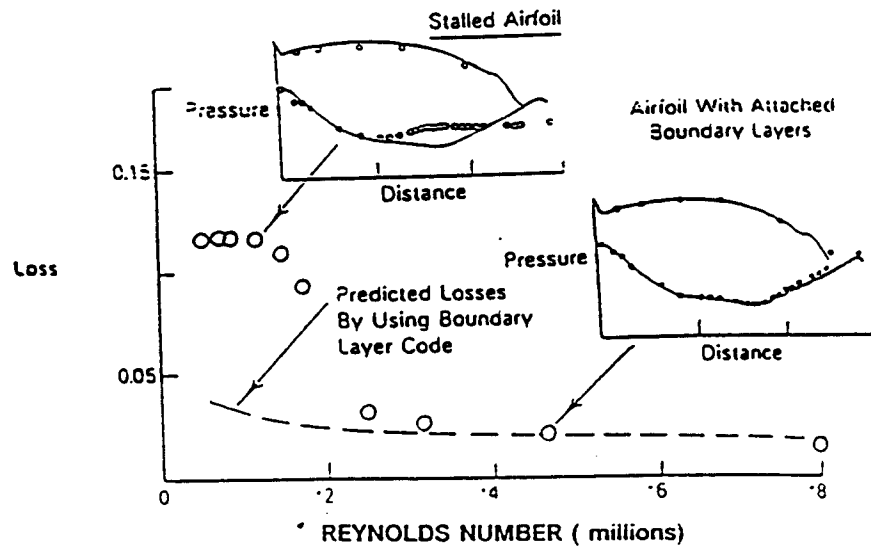 Stalled Airfoil
Pressure
Distance
Airfoil With Attached
Boundary Layers
0.15
Loss
Pressure
Distance
Predicted Losses
By Using Boundary
Layer Code
0.05
0
.2
.4
.6
.8
REYNOLDS NUMBER ( millions)